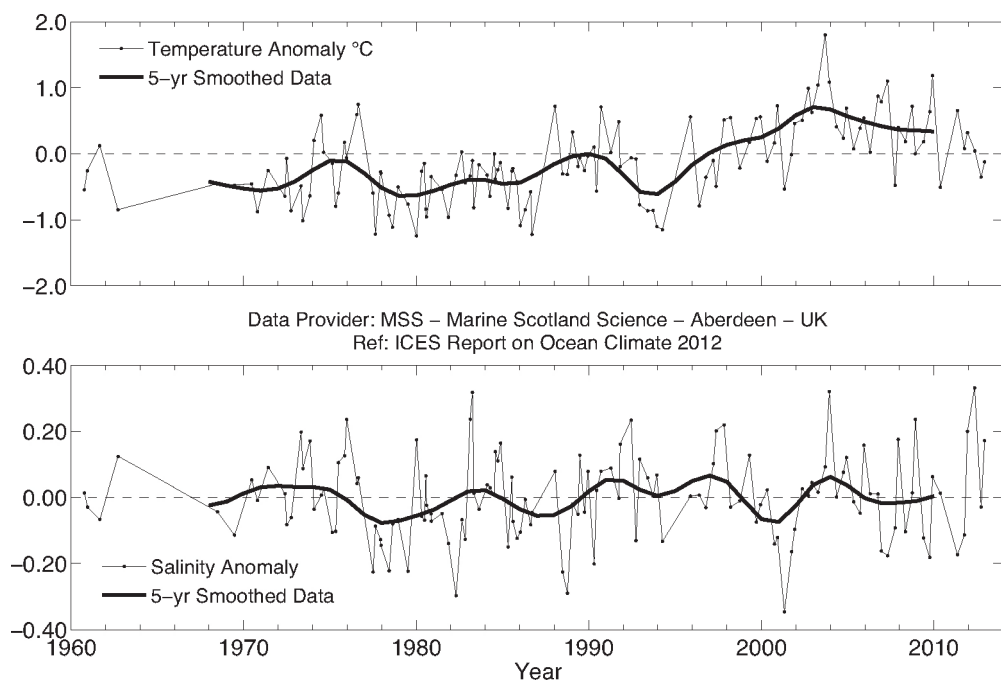 2.0
Temperature Anomaly °C
5−yr Smoothed Data
1.0
0.0
−1.0
−2.0
Data Provider: MSS − Marine Scotland Science − Aberdeen − UK
Ref: ICES Report on Ocean Climate 2012
0.40
0.20
0.00
−0.20
Salinity Anomaly
5−yr Smoothed Data
−0.40
1960 1970 1980 1990 2000 2010
Year